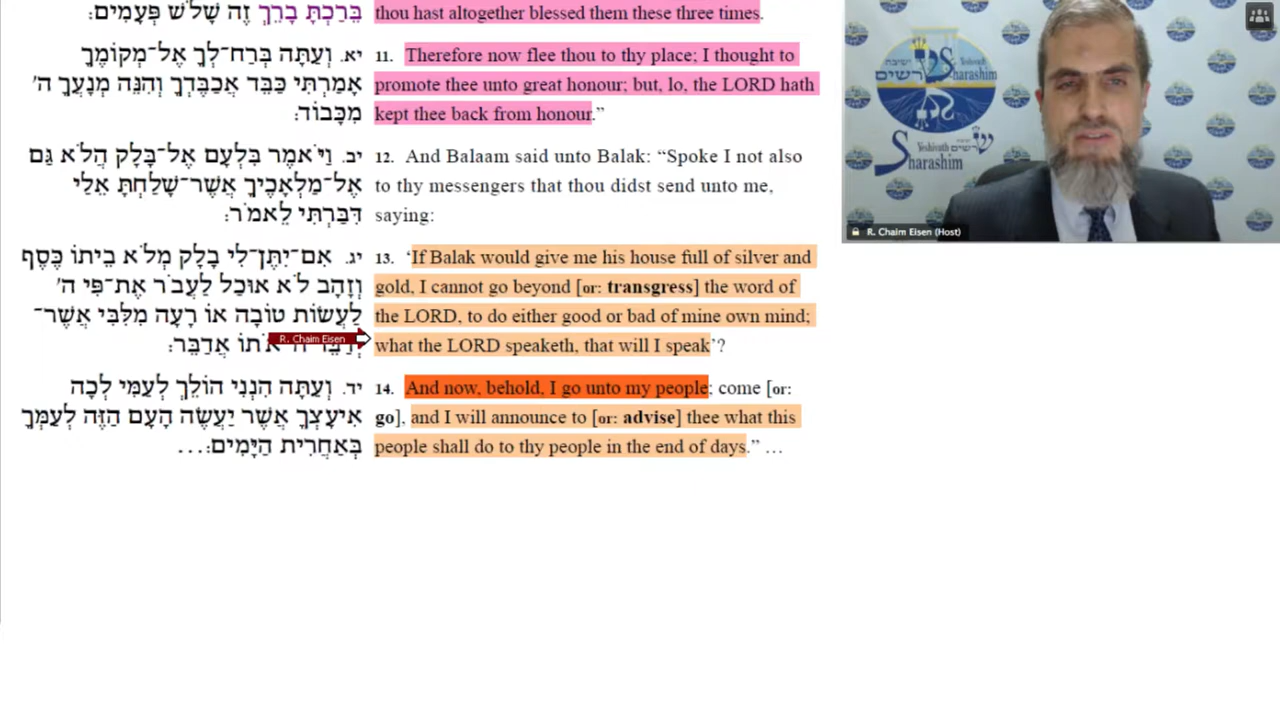 בֵּרַכְתָּ בָרֵךְ זֶה שָׁלֹשׁ פְּעָמִים:
thou hast altogether blessed them these three times.
יא. וְעַתָּה בְּרַח־לְךָ אֶל־מְקוֹמֶךָ
אָמַרְתִּי כַּבֵּד אֲכַבֶּדְךָ וְהִנֵּה מְנָעֲךָ ה'
מִכָּבוֹד:
11. Therefore now flee thou to thy place; I thought to
promote thee unto great honour; but, lo, the LORD hath
kept thee back from honour.”
יב. וַיֹּאמֶר בִּלְעָם אֶל־בָּלָק הֲלֹא גַּם
אֶל־מַלְאָכֶיךָ אֲשֶׁר־שָׁלַחְתָּ אֵלַי
דִּבַּרְתִּי לֵאמֹר:
12. And Balaam said unto Balak: “Spoke I not also
to thy messengers that thou didst send unto me,
saying:
יג. אִם־יִתֶּן־לִי בָלָק מְלֹא בֵיתוֹ כֶּסֶף
וְזָהָב לֹא אוּכַל לַעֲבֹר אֶת־פִּי ה'
לַעֲשׂוֹת טוֹבָה אוֹ רָעָה מִלִּבִּי אֲשֶׁר־
אֹתוֹ אֲדַבֵּר:
13. ‘If Balak would give me his house full of silver and
gold, I cannot go beyond [or: transgress] the word of
the LORD, to do either good or bad of mine own mind;
what the LORD speaketh, that will I speak’?
R. Chaim Eisen
יד. וְעַתָּה הִנְנִי הוֹלֵךְ לְעַמִּי לְכָה
אִיעָצְךָ אֲשֶׁר יַעֲשֶׂה הָעָם הַזֶּה לְעַמְּךָ
בְּאַחֲרִית הַיָּמִים:...
14. And now, behold, I go unto my people: come [or:
go], and I will announce to [or: advise] thee what this
people shall do to thy people in the end of days.” …
ישיבת
שרשים
Yeshivath
Sharashim
Yeshivath ישיבת שרשים
Sharashim
R. Chaim Eisen (Host)